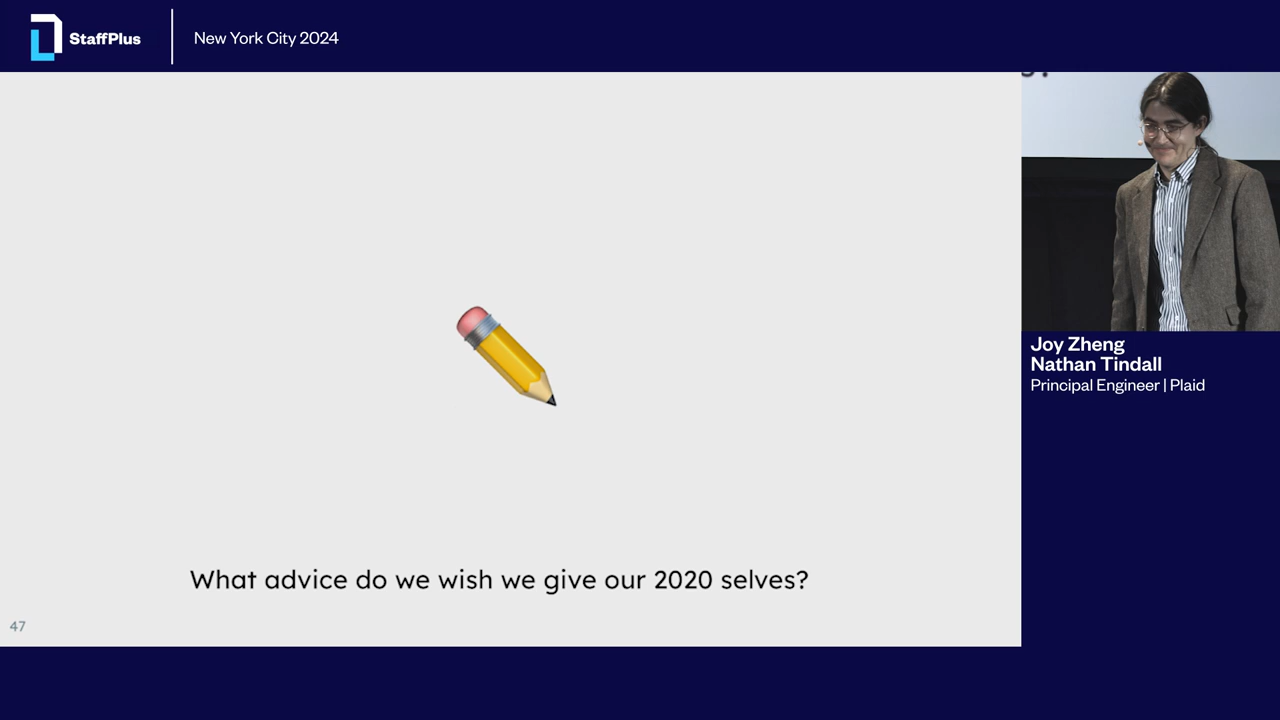 StaffPlus
New York City 2024
What advice do we wish we give our 2020 selves?
47
Joy Zheng
Nathan Tindall
Principal Engineer | Plaid